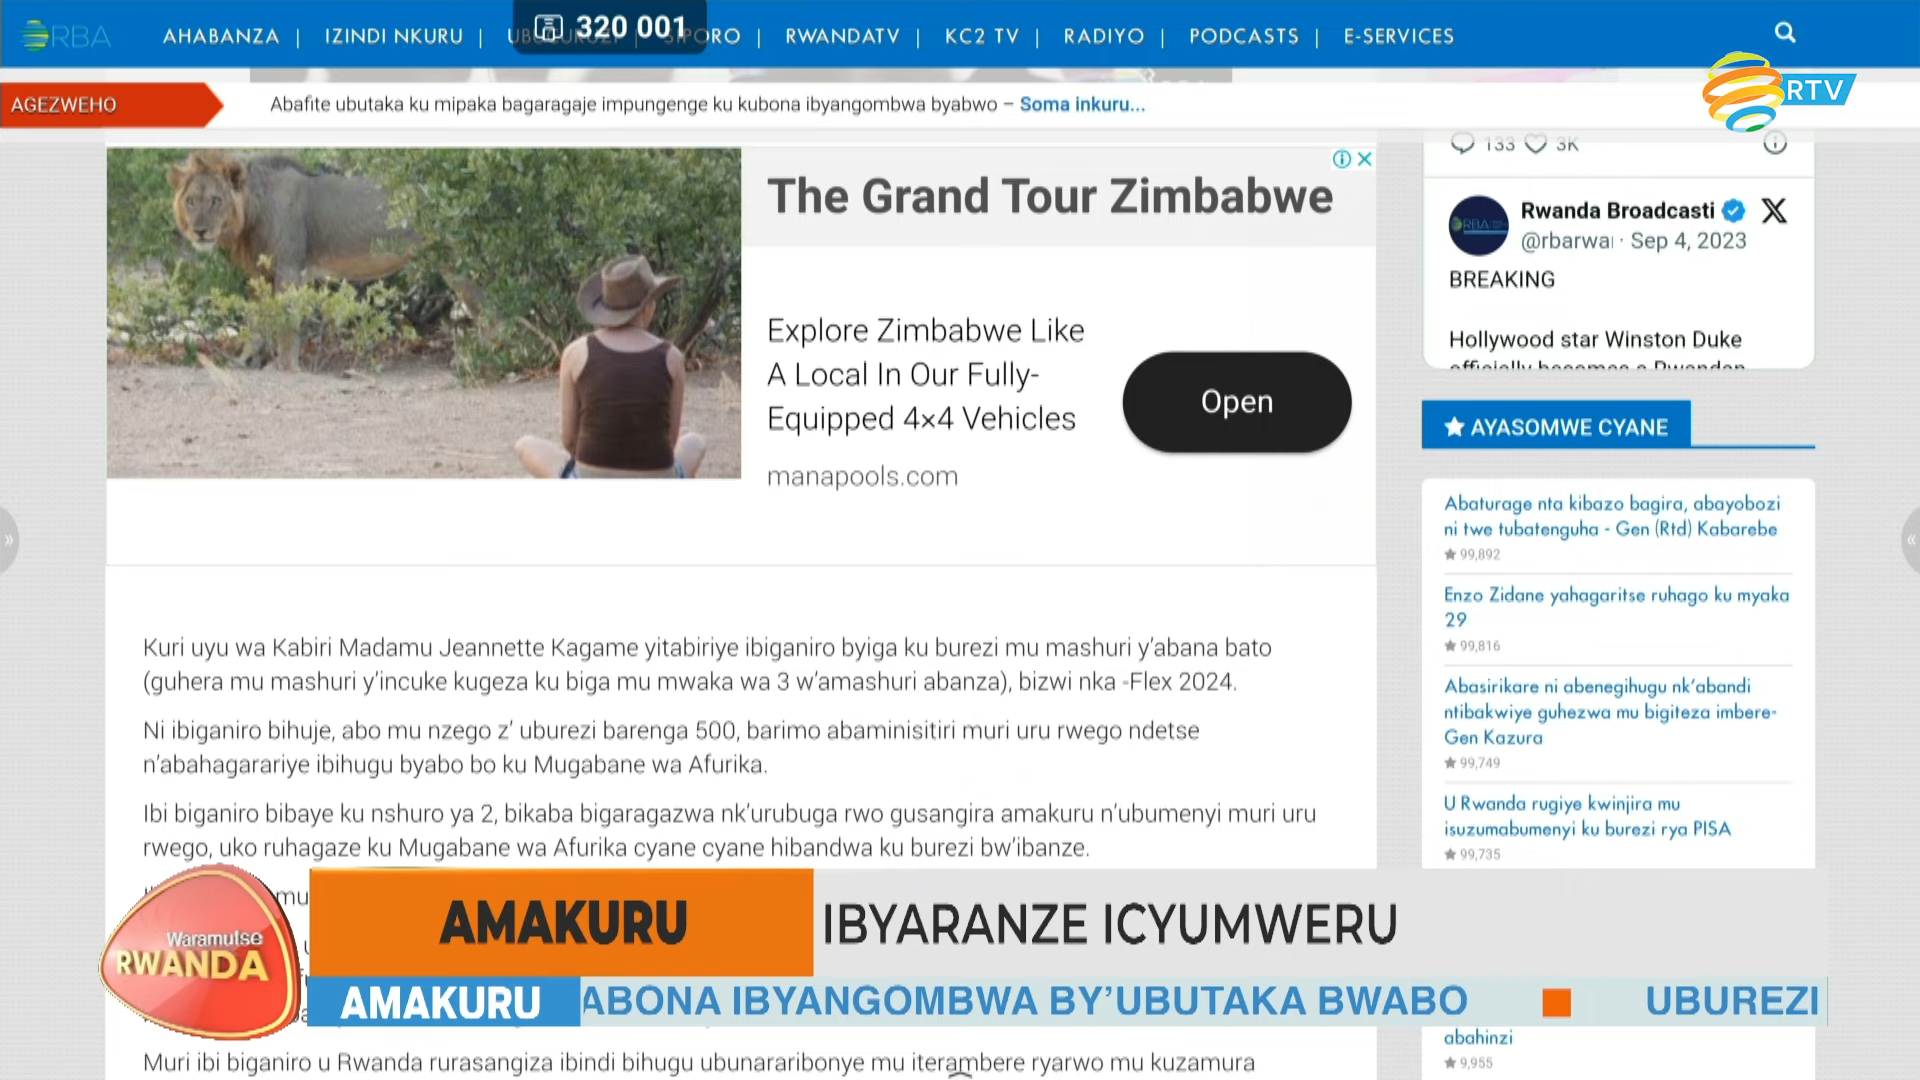 RBA
AHABANZA | IZINDI NKURU |
320 001
PORO | RWANDATV | KC2 TV | RADIYO | PODCASTS | E-SERVICES
RTV
AGEZWEHO
Abafite ubutaka ku mipaka bagaragaje impungenge ku kubona ibyangombwa byabwo – Soma inkuru...
The Grand Tour Zimbabwe
Explore Zimbabwe Like
A Local In Our Fully-
Equipped 4×4 Vehicles
manapools.com
Open
133 3K
Rwanda Broadcasti
@rbarwa · Sep 4, 2023
BREAKING
Hollywood star Winston Duke
officially becomes a Rwandan
AYASOMWE CYANE
Abaturage nta kibazo bagira, abayobozi
ni twe tubatenguha - Gen (Rtd) Kabarebe
99,892
Enzo Zidane yahagaritse ruhago ku myaka
29
99,816
Abasirikare ni abenegihugu nk'abandi
ntibakwiye guhezwa mu bigiteza imbere-
Gen Kazura
99,749
U Rwanda rugiye kwinjira mu
isuzumabumenyi ku burezi rya PISA
99,735
abahinzi
9,955
Kuri uyu wa Kabiri Madamu Jeannette Kagame yitabiriye ibiganiro byiga ku burezi mu mashuri y'abana bato
(guhera mu mashuri y'incuke kugeza ku biga mu mwaka wa 3 w'amashuri abanza), bizwi nka -Flex 2024.
Ni ibiganiro bihuje, abo mu nzego z' uburezi barenga 500, barimo abaminisitiri muri uru rwego ndetse
n'abahagarariye ibihugu byabo bo ku Mugabane wa Afurika.
Ibi biganiro bibaye ku nshuro ya 2, bikaba bigaragazwa nk'urubuga rwo gusangira amakuru n'ubumenyi muri uru
rwego, uko ruhagaze ku Mugabane wa Afurika cyane cyane hibandwa ku burezi bw'ibanze.
Muri ibi biganiro u Rwanda rurasangiza ibindi bihugu ubunararibonye mu iterambere ryarwo mu kuzamura
Waramutse
RWANDA
AMAKURU
IBYARANZE ICYUMWERU
AMAKURU
ABONA IBYANGOMBWA BY'UBUTAKA BWABO
UBUREZI